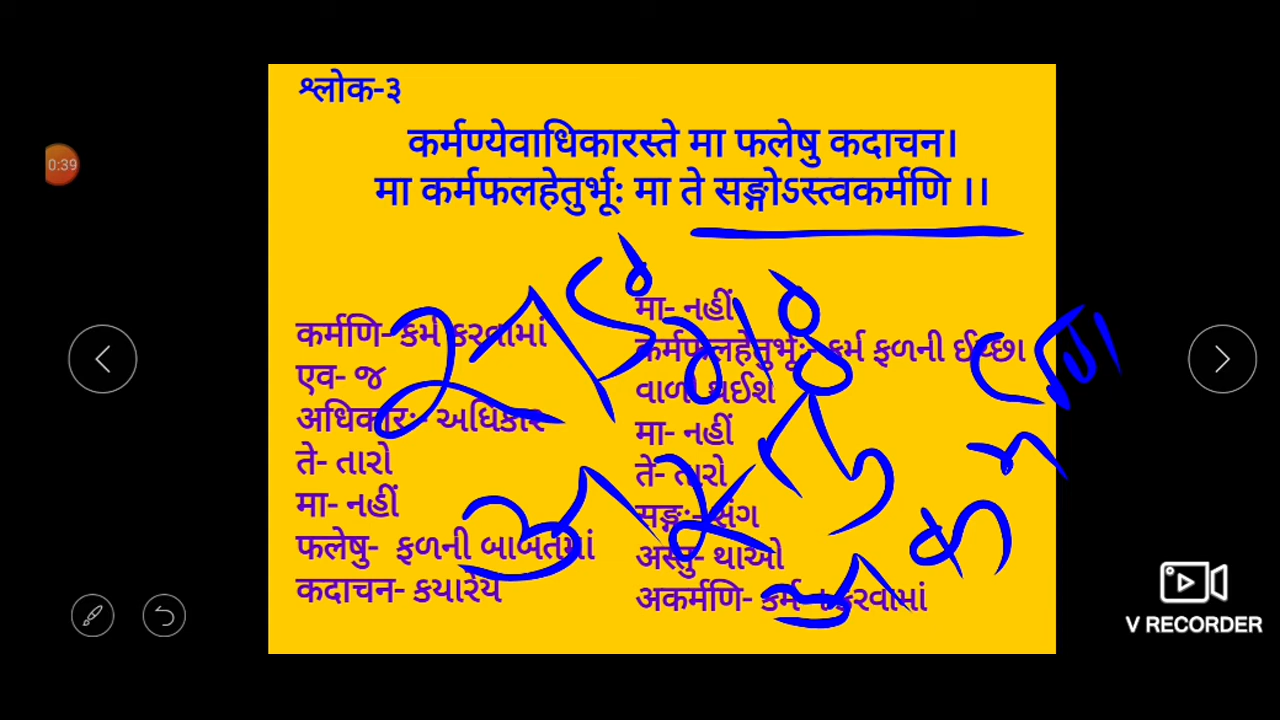 श्लोक-३
कर्मण्येवाधिकारस्ते मा फलेषु कदाचन।
मा कर्मफलहेतुर्भूः मा ते सङ्गोऽस्त्वकर्मणि ।।
0:39
कर्मणि- કર્મ કરવામાં
एव- જ
अधिकारः- અધિકાર
ते- તારો
मा- નહીં
फलेषु- ફળની બાબતમાં
कदाचन- કયારેય
मा- નહીં
कर्मफलहेतुर्भूः- કર્મ ફળની ઈચ્છા
વાળો થઈશ
मा- નહીં
ते- તારો
सङ्गः- સંગ
अस्तु- થાઓ
अकर्मणि- કર્મ ન કરવામાં
V RECORDER